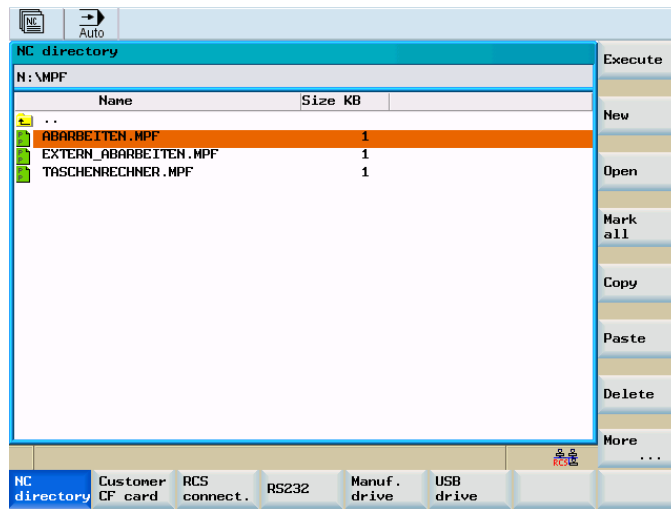 NC
Auto
NC directory
N:\MPF
Name Size KB
..
ABARBEITEN.MPF 1
EXTERN_ABARBEITEN.MPF 1
TASCHENRECHNER.MPF 1
Execute
New
Open
Mark
all
Copy
Paste
Delete
More
...
RCS
NC
directory
Customer
CF card
RCS
connect.
RS232
Manuf.
drive
USB
drive